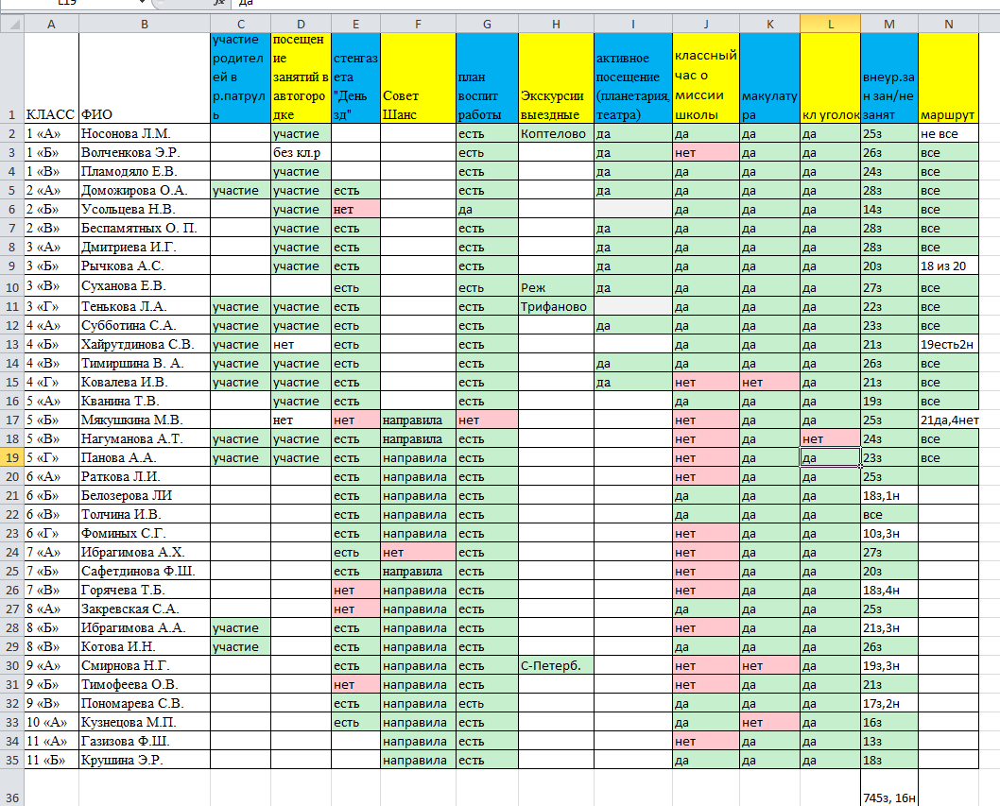 L19 fx да
A B C D E F G H I J K L M N
1 КЛАСС ФИО участие родителей в р.патруль посещение занятий в автогородке стенгазета "День зд" Совет Шанс план воспит работы Экскурсии выездные активное посещение (планетария, театра) классный час о миссии школы макулатура кл уголок внеур.зан зан/не занят маршрут
2 1 «А» Носонова Л.М. участие есть Коптелово да да да да 25з не все
3 1 «Б» Волченкова Э.Р. без кл.р есть да нет да да 26з все
4 1 «В» Пламодяло Е.В. участие есть да да да да 24з все
5 2 «А» Доможирова О.А. участие участие есть есть да да да да 28з все
6 2 «Б» Усольцева Н.В. участие нет да да да да 14з все
7 2 «В» Беспамятных О. П. участие есть есть да да да да 28з все
8 3 «А» Дмитриева И.Г. участие есть есть да да да да 28з все
9 3 «Б» Рычкова А.С. участие есть есть да да да да 20з 18 из 20
10 3 «В» Суханова Е.В. есть есть Реж да да да да 27з все
11 3 «Г» Тенькова Л.А. участие участие есть есть Трифаново да да да 22з все
12 4 «А» Субботина С.А. участие участие есть есть да да да да 23з все
13 4 «Б» Хайрутдинова С.В. участие нет есть есть да да да 21з 19есть2н
14 4 «В» Тимиршина В. А. участие участие есть есть да да да да 26з все
15 4 «Г» Ковалева И.В. участие участие есть есть да нет нет да 21з все
16 5 «А» Кванина Т.В. участие есть есть да да да 19з все
17 5 «Б» Мякушкина М.В. нет нет направила нет нет да да 25з 21да,4нет
18 5 «В» Нагуманова А.Т. участие участие есть направила есть нет да нет 24з все
19 5 «Г» Панова А.А. участие участие есть направила есть нет да да 23з все
20 6 «А» Раткова Л.И. есть направила есть нет да да 25з
21 6 «Б» Белозерова ЛИ есть направила есть да да да 18з,1н
22 6 «В» Толчина И.В. есть направила есть да да да все
23 6 «Г» Фоминых С.Г. есть направила есть нет да да 10з,3н
24 7 «А» Ибрагимова А.Х. есть нет есть нет да да 27з
25 7 «Б» Сафетдинова Ф.Ш. есть направила есть нет да да 20з
26 7 «В» Горячева Т.Б. нет направила есть нет да да 18з,4н
27 8 «А» Закревская С.А. нет направила есть да да да 25з
28 8 «Б» Ибрагимова А.А. участие есть направила есть нет да да 21з,3н
29 8 «В» Котова И.Н. участие есть направила есть да да да 26з
30 9 «А» Смирнова Н.Г. есть направила есть С-Петерб. нет нет да 19з,3н
31 9 «Б» Тимофеева О.В. нет направила есть нет да да 21з
32 9 «В» Пономарева С.В. есть направила есть да да да 17з,2н
33 10 «А» Кузнецова М.П. есть направила есть да нет да 16з
34 11 «А» Газизова Ф.Ш. направила есть нет да да 13з
35 11 «Б» Крушина Э.Р. направила есть да да да 18з
36 745з, 16н